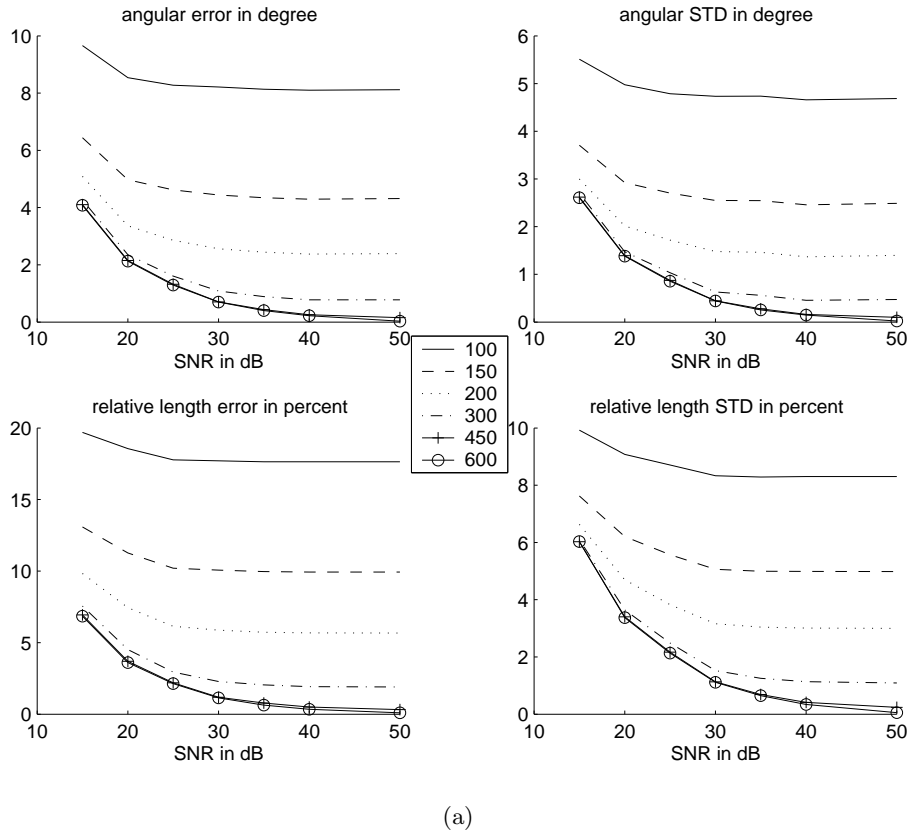 angular error in degree
10
8
6
4
2
0
10 20 30 40 50
SNR in dB
angular STD in degree
6
5
4
3
2
1
0
10 20 30 40 50
SNR in dB
100
150
200
300
450
600
relative length error in percent
20
15
10
5
0
10 20 30 40 50
SNR in dB
relative length STD in percent
10
8
6
4
2
0
10 20 30 40 50
SNR in dB
(a)